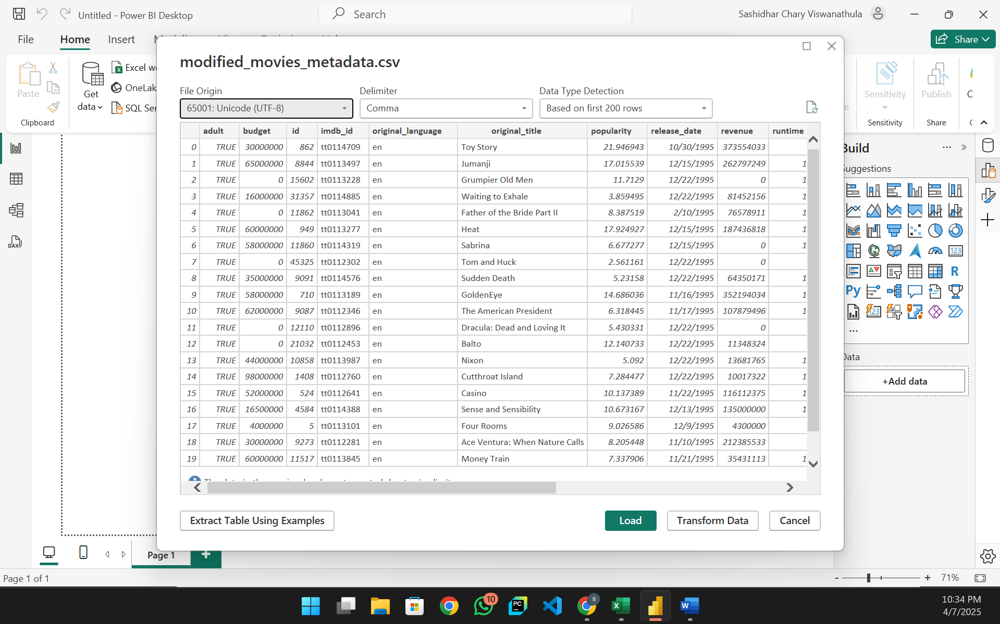 Untitled - Power BI Desktop
Search
Sashidhar Chary Viswanathula
File
Home
Insert
Share
Paste
Clipboard
Get
data
Excel wo
OneLak
SQL Ser
Sensitivity
Sensitivity
Publish
Share
modified_movies_metadata.csv
File Origin
Delimiter
Data Type Detection
65001: Unicode (UTF-8)
Comma
Based on first 200 rows
adult budget id imdb_id original_language original_title popularity release_date revenue runtime
0 TRUE 30000000 862 tt0114709 en Toy Story 21.946943 10/30/1995 373554033
1 TRUE 65000000 8844 tt0113497 en Jumanji 17.015539 12/15/1995 262797249 1
2 TRUE 0 15602 tt0113228 en Grumpier Old Men 11.7129 12/22/1995 0 1
3 TRUE 16000000 31357 tt0114885 en Waiting to Exhale 3.859495 12/22/1995 81452156 1
4 TRUE 0 11862 tt0113041 en Father of the Bride Part II 8.387519 2/10/1995 76578911 1
5 TRUE 60000000 949 tt0113277 en Heat 17.924927 12/15/1995 187436818 1
6 TRUE 58000000 11860 tt0114319 en Sabrina 6.677277 12/15/1995 0 1
7 TRUE 0 45325 tt0112302 en Tom and Huck 2.561161 12/22/1995 0
8 TRUE 35000000 9091 tt0114576 en Sudden Death 5.23158 12/22/1995 64350171 1
9 TRUE 58000000 710 tt0113189 en GoldenEye 14.686036 11/16/1995 352194034 1
10 TRUE 62000000 9087 tt0112346 en The American President 6.318445 11/17/1995 107879496 1
11 TRUE 0 12110 tt0112896 en Dracula: Dead and Loving It 5.430331 12/22/1995 0
12 TRUE 0 21032 tt0112453 en Balto 12.140733 12/22/1995 11348324
13 TRUE 44000000 10858 tt0113987 en Nixon 5.092 12/22/1995 13681765 1
14 TRUE 98000000 1408 tt0112760 en Cutthroat Island 7.284477 12/22/1995 10017322 1
15 TRUE 52000000 524 tt0112641 en Casino 10.137389 11/22/1995 116112375 1
16 TRUE 16500000 4584 tt0114388 en Sense and Sensibility 10.673167 12/13/1995 135000000 1
17 TRUE 4000000 5 tt0113101 en Four Rooms 9.026586 12/9/1995 4300000
18 TRUE 30000000 9273 tt0112281 en Ace Ventura: When Nature Calls 8.205448 11/10/1995 212385533
19 TRUE 60000000 11517 tt0113845 en Money Train 7.337906 11/21/1995 35431113 1
Extract Table Using Examples
Load
Transform Data
Cancel
Build
Suggestions
123
R
Py
123
Data
+Add data
DAX
Page 1
Page 1 of 1
- + 71%
10
PC
10:34 PM
4/7/2025